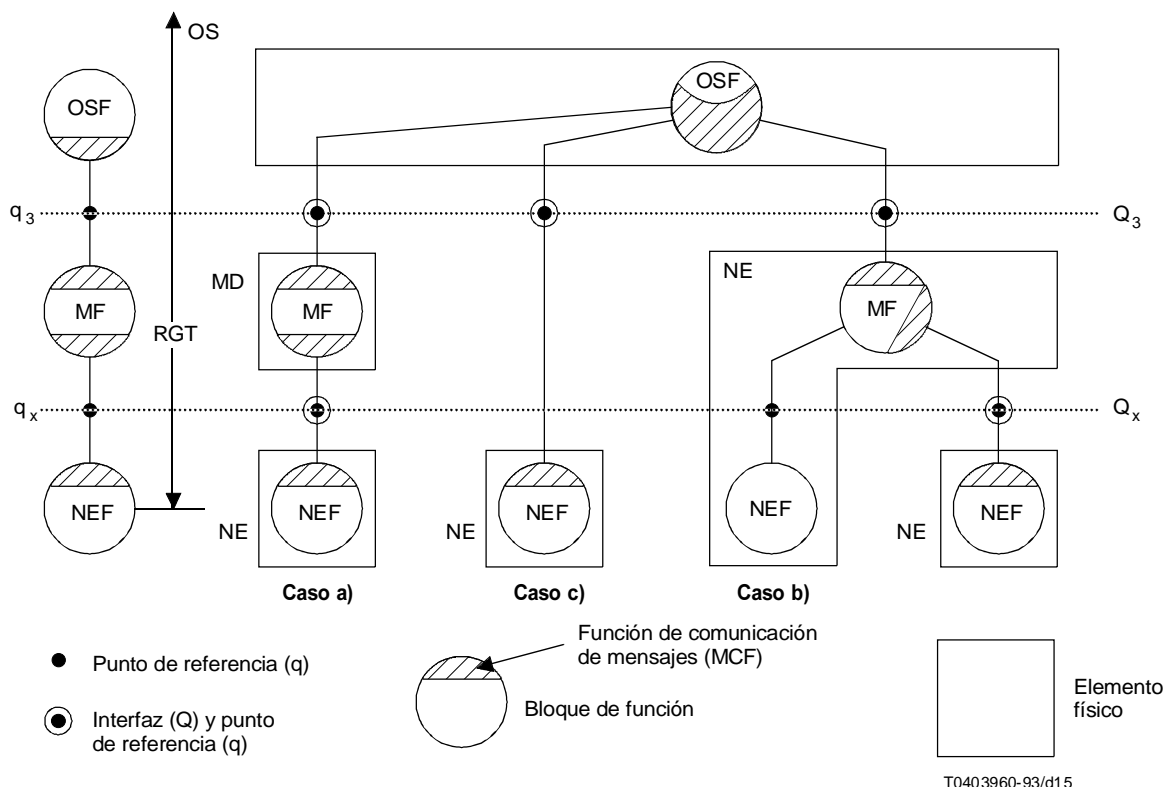 OS
OSF
OSF
q3
Q3
MD
NE
MF
MF
MF
RGT
qx
Qx
NEF
NE
NEF
NE
NEF
NEF
NE
NEF
Caso a)
Caso c)
Caso b)
Punto de referencia (q)
Interfaz (Q) y punto
de referencia (q)
Función de comunicación
de mensajes (MCF)
Bloque de función
Elemento
físico
T0403960-93/d15